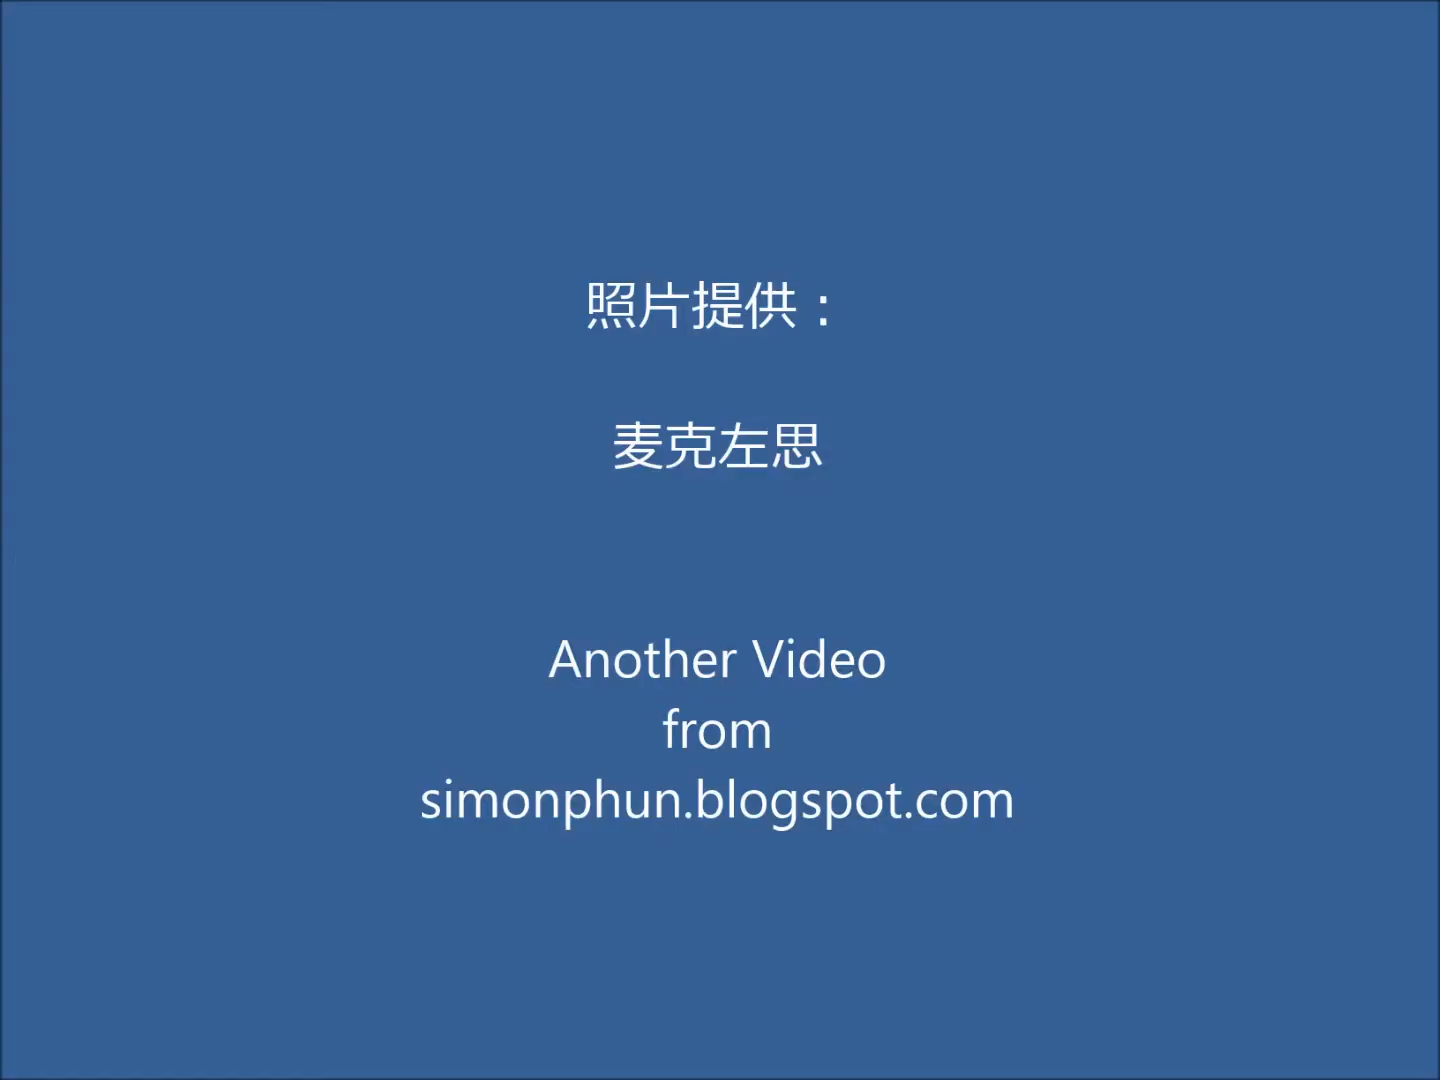 照片提供：
麦克左思
Another Video
from
simonphun.blogspot.com